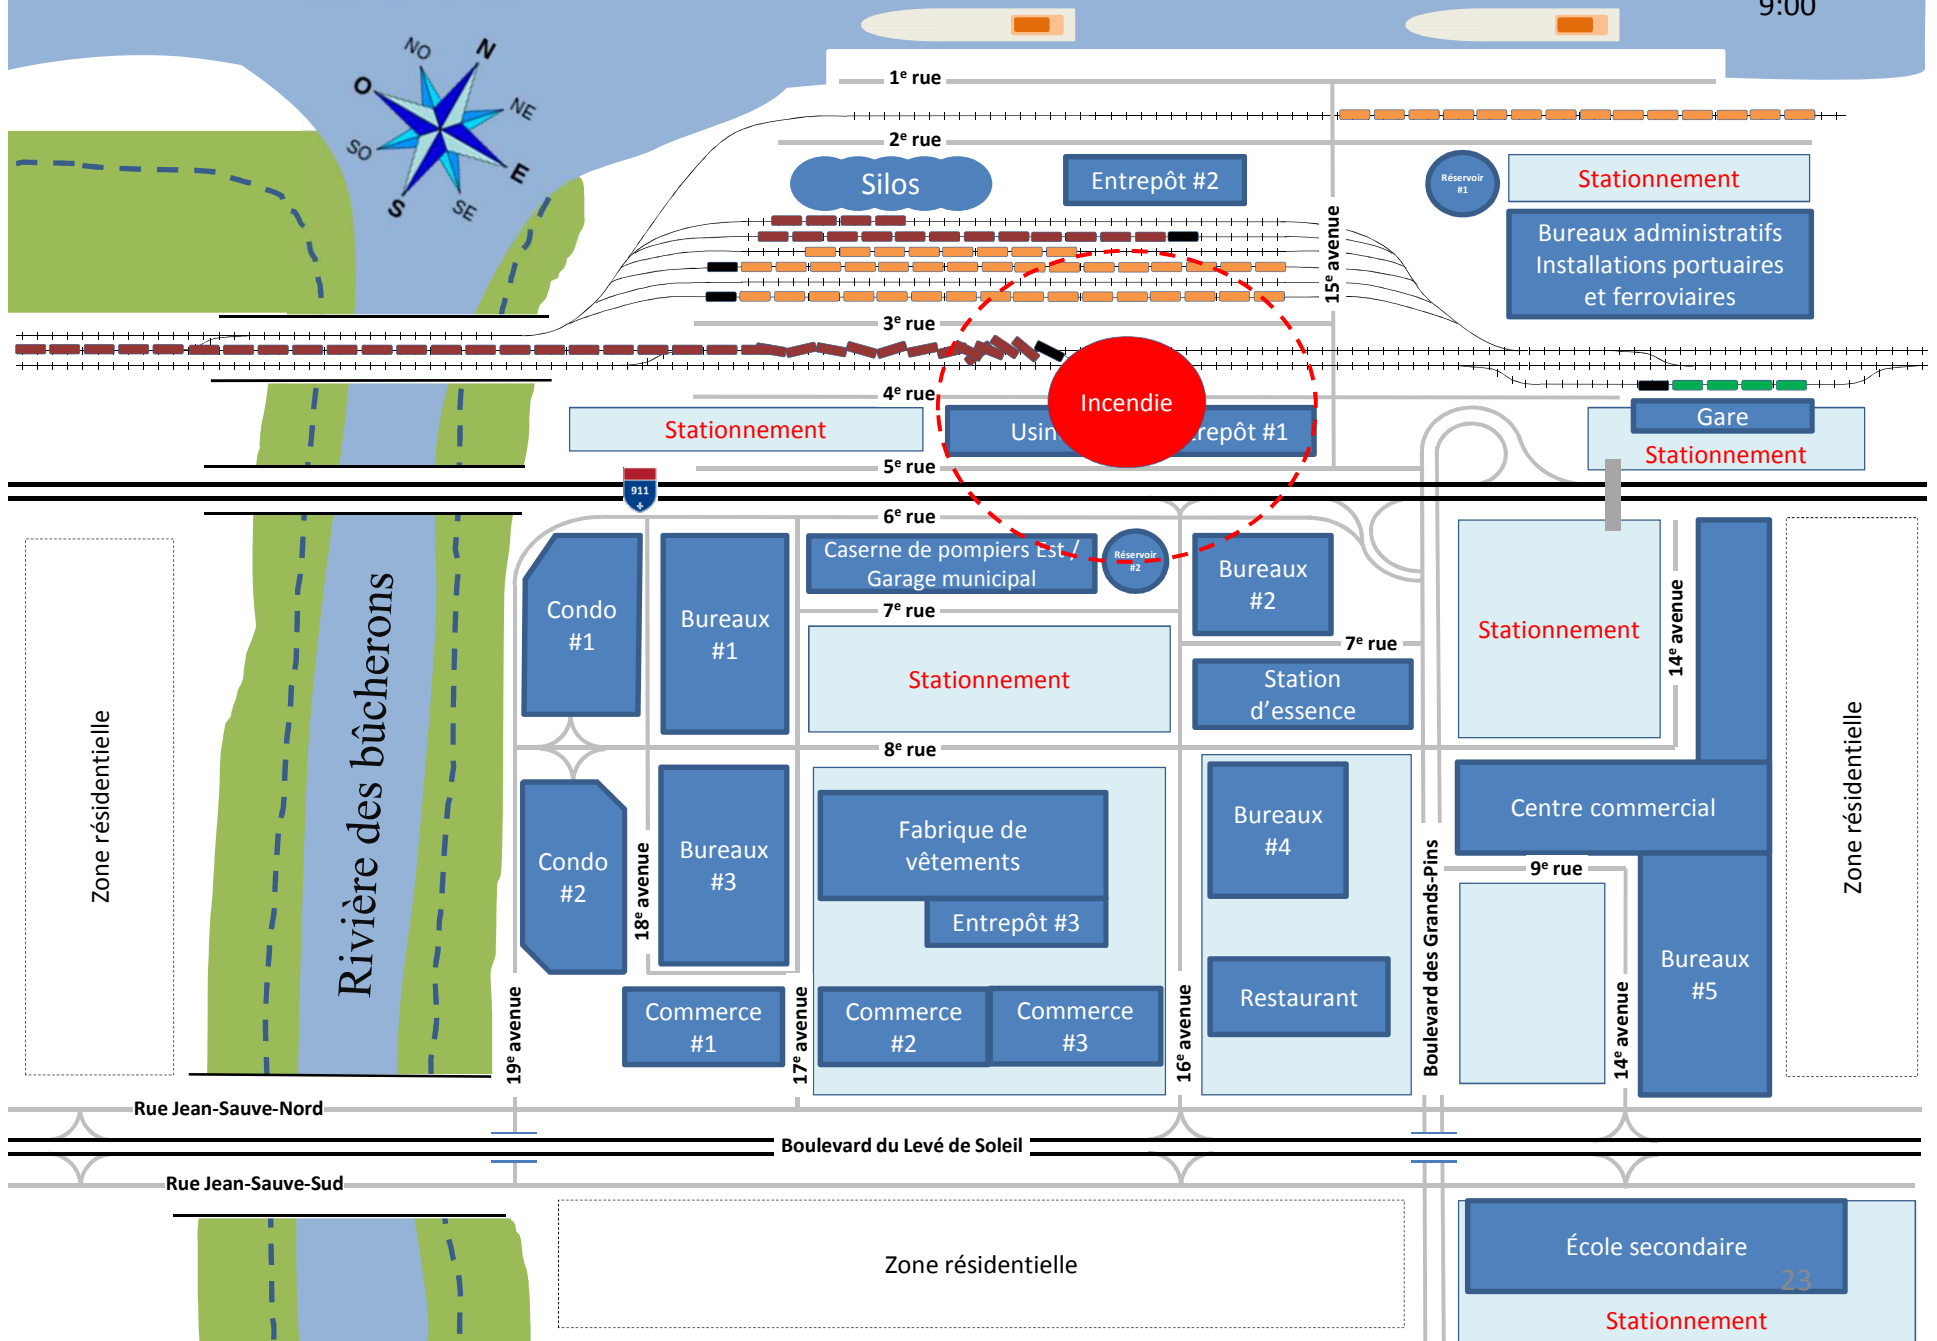 9:00
NO
N
O
NE
SO
E
S
SE
1e rue
2e rue
Silos
Entrepôt #2
Réservoir
#1
Stationnement
15e avenue
Bureaux administratifs
Installations portuaires
et ferroviaires
3e rue
4e rue
Incendie
Stationnement
Usin
repôt #1
Gare
Stationnement
5e rue
911
6e rue
Caserne de pompiers Est /
Garage municipal
Réservoir
#2
Bureaux
#2
Condo
#1
Bureaux
#1
7e rue
7e rue
Stationnement
Stationnement
14e avenue
Station
d'essence
Rivière des bûcherons
Zone résidentielle
Zone résidentielle
8e rue
Condo
#2
18e avenue
Bureaux
#3
Fabrique de
vêtements
Entrepôt #3
Bureaux
#4
Centre commercial
Boulevard des Grands-Pins
9e rue
Bureaux
#5
Restaurant
19e avenue
Commerce
#1
17e avenue
Commerce
#2
Commerce
#3
16e avenue
14e avenue
Rue Jean-Sauve-Nord
Boulevard du Levé de Soleil
Rue Jean-Sauve-Sud
Zone résidentielle
École secondaire
23
Stationnement